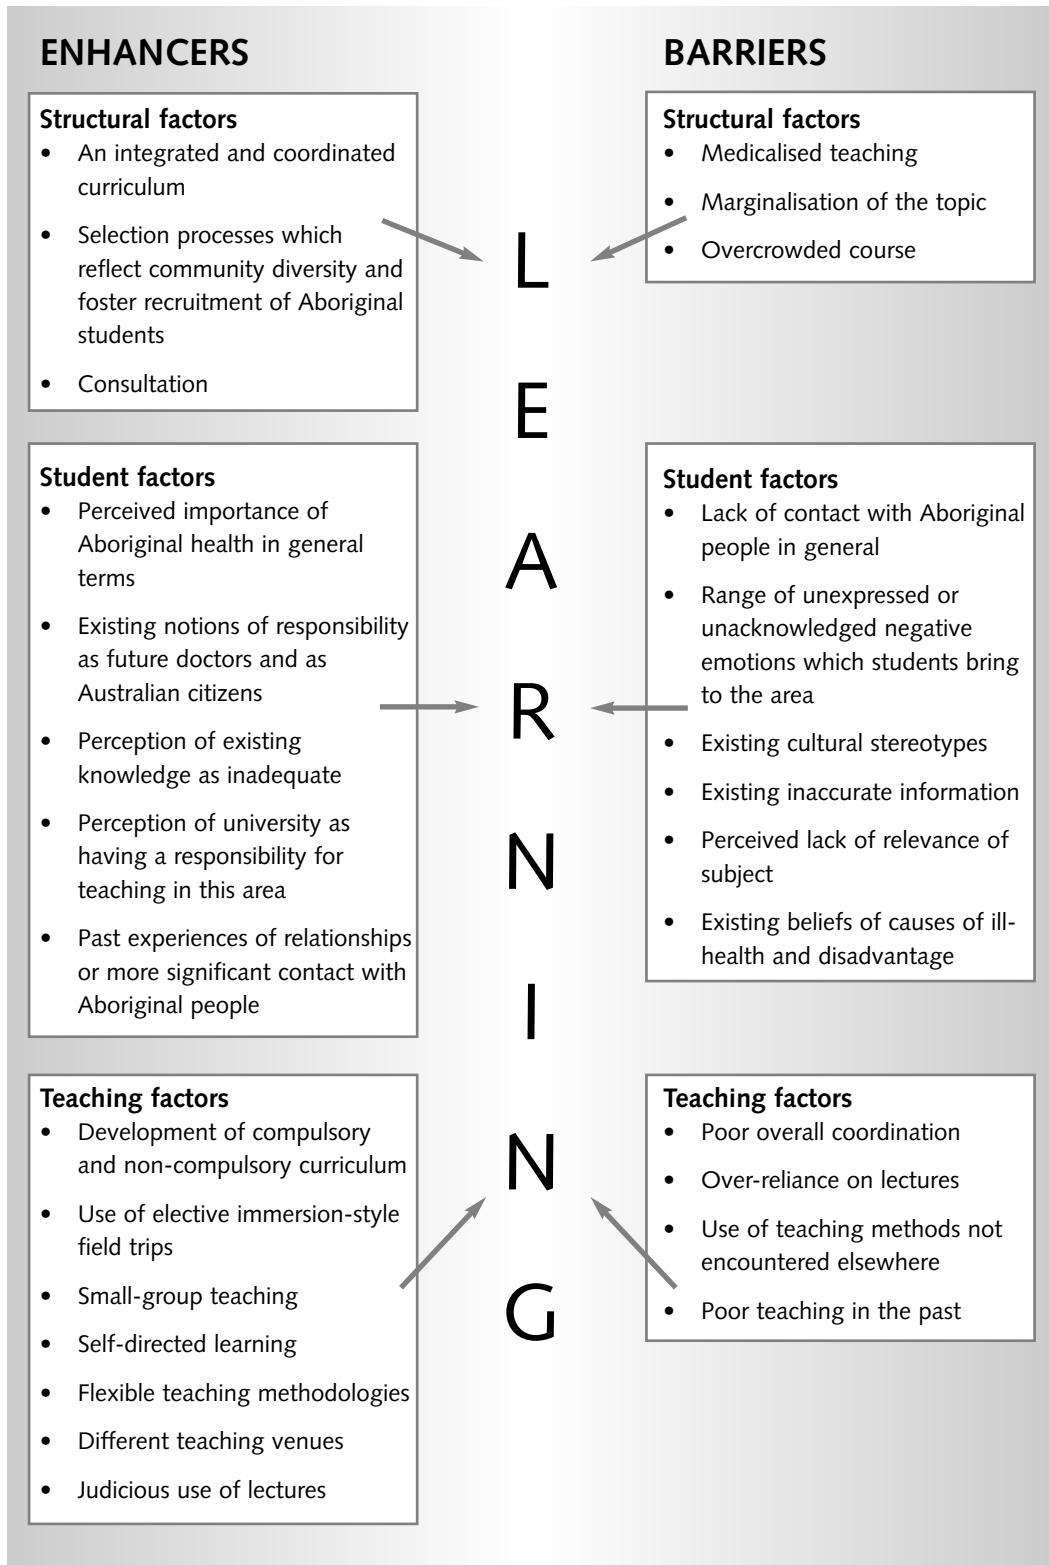 ENHANCERS
Structural factors
• An integrated and coordinated
curriculum
• Selection processes which
reflect community diversity and
foster recruitment of Aboriginal
students
• Consultation
Student factors
• Perceived importance of
Aboriginal health in general
terms
• Existing notions of responsibility
as future doctors and as
Australian citizens
• Perception of existing
knowledge as inadequate
• Perception of university as
having a responsibility for
teaching in this area
• Past experiences of relationships
or more significant contact with
Aboriginal people
Teaching factors
• Development of compulsory
and non-compulsory curriculum
• Use of elective immersion-style
field trips
• Small-group teaching
• Self-directed learning
• Flexible teaching methodologies
• Different teaching venues
• Judicious use of lectures
L
E
A
R
N
I
N
G
BARRIERS
Structural factors
• Medicalised teaching
• Marginalisation of the topic
• Overcrowded course
Student factors
• Lack of contact with Aboriginal
people in general
• Range of unexpressed or
unacknowledged negative
emotions which students bring
to the area
• Existing cultural stereotypes
• Existing inaccurate information
• Perceived lack of relevance of
subject
• Existing beliefs of causes of ill-
health and disadvantage
Teaching factors
• Poor overall coordination
• Over-reliance on lectures
• Use of teaching methods not
encountered elsewhere
• Poor teaching in the past